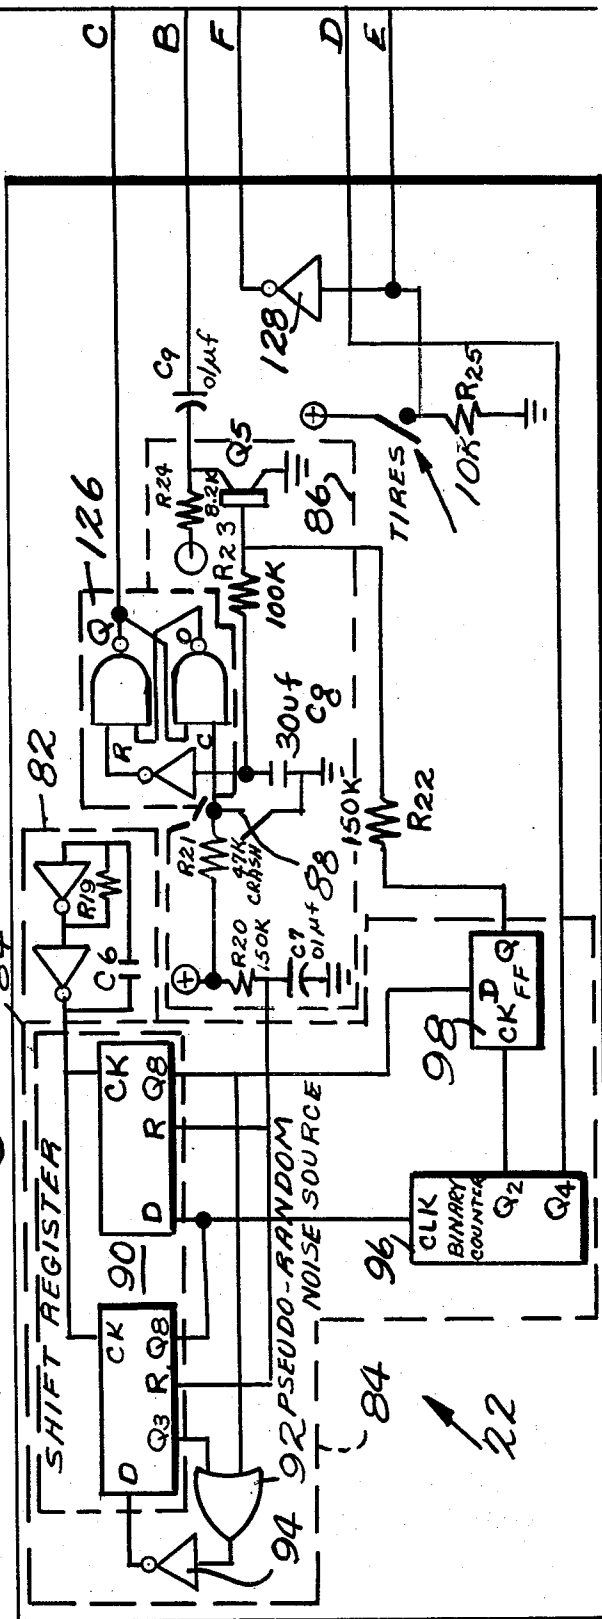 C
B
F
D
E
128
C9
.01µf
R25
10K
TIRES
126
Q5
R24
8.2K
86
R23
100K
Q
R
C
30uf
C8
82
R19
C6
R21
47K
CRASH
88
R20
150K
C7
.01µf
150K
R22
SHIFT REGISTER
90
CK
D
R
Q8
CK
D
Q3
R
Q8
92
94
PSEUDO-RANDOM
NOISE SOURCE
84
22
98
D
Q
CK
FF
96
CLK
BINARY
COUNTER
Q2
Q4